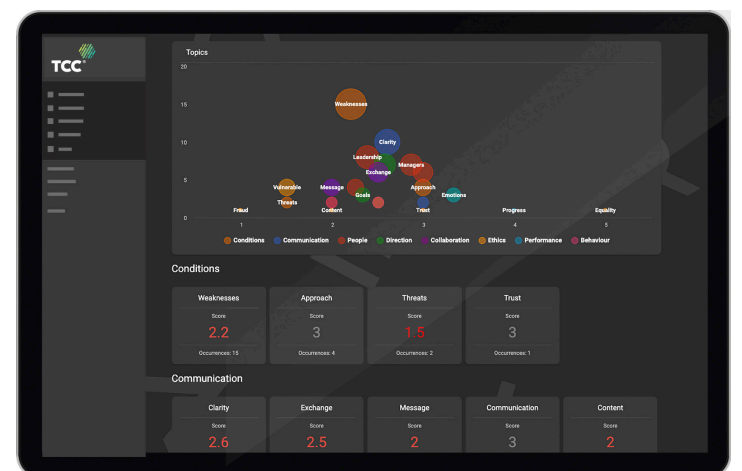 TCC
Topics
20
15
10
5
0
Weaknesses
Clarity
Leadership
Managers
Exchange
Vulnerable
Message
Approach
Goals
Emotions
Threats
Fraud
Content
Trust
Progress
Equality
1
2
3
4
5
Conditions Communication People Direction Collaboration Ethics Performance Behaviour
Conditions
Weaknesses Approach Threats Trust
Score Score Score Score
2.2 3 1.5 3
Occurrences: 15 Occurrences: 4 Occurrences: 2 Occurrences: 1
Communication
Clarity Exchange Message Communication Content
Score Score Score Score Score
2.6 2.5 2 3 2